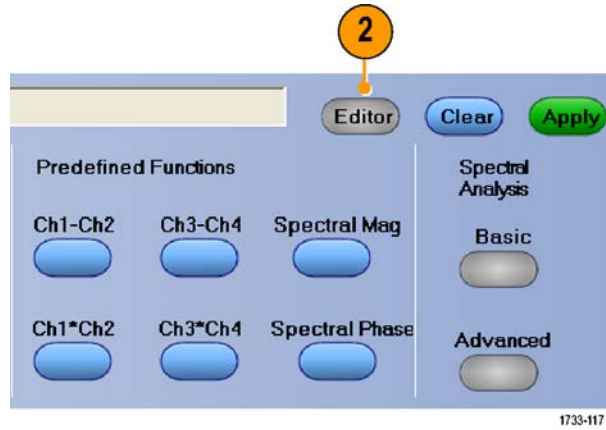 2
Editor
Clear
Apply
Predefined Functions
Spectral
Analysis
Ch1-Ch2
Ch3-Ch4
Spectral Mag
Basic
Ch1*Ch2
Ch3*Ch4
Spectral Phase
Advanced
1733-117